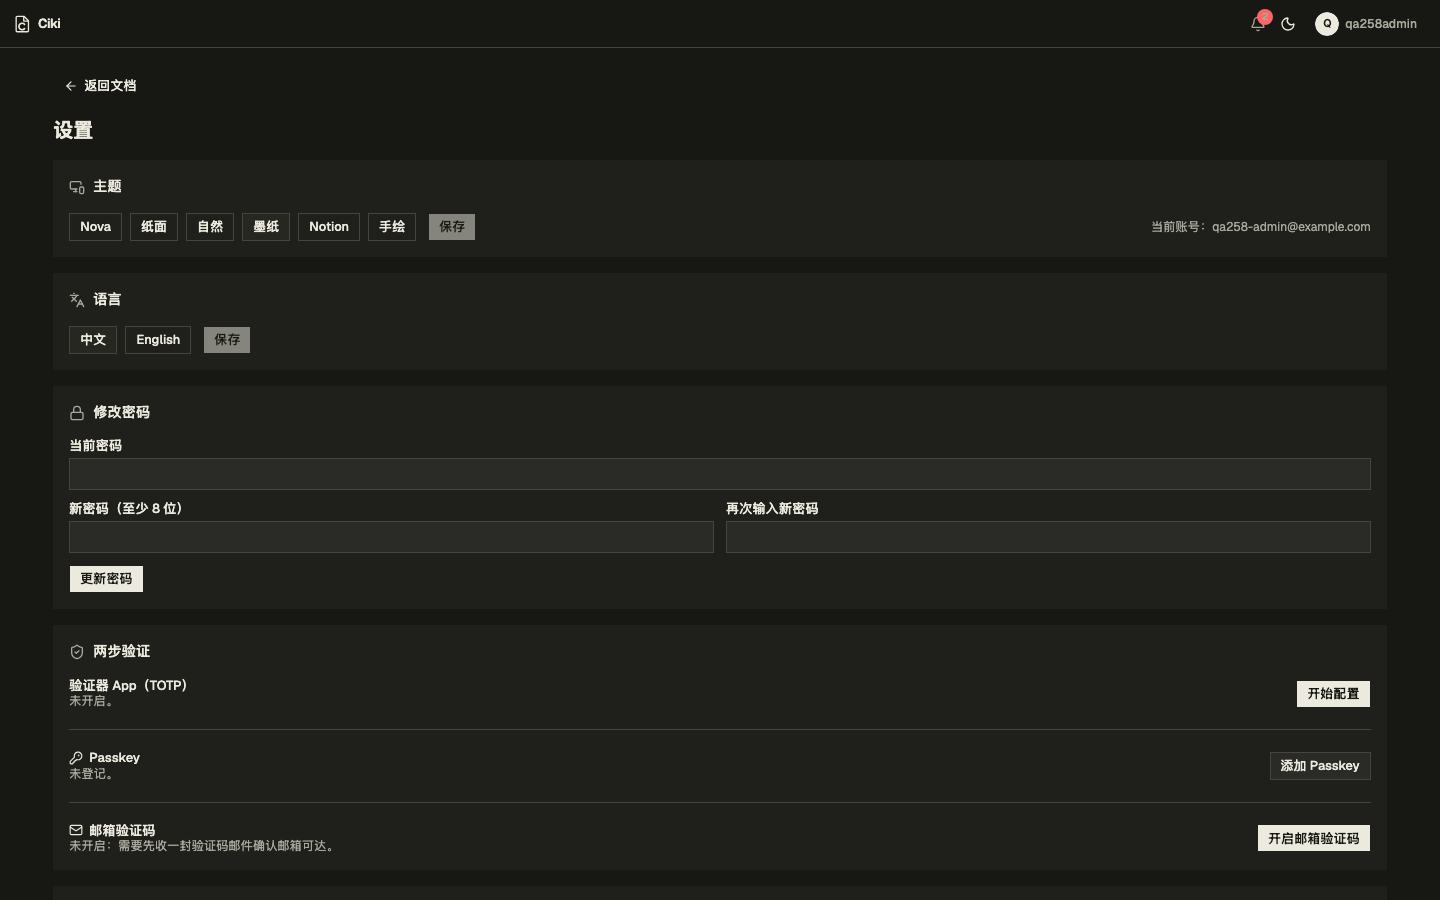 Ciki
Q
qa258admin
返回文档
设置
主题
Nova 纸面 自然 墨纸 Notion 手绘 保存
当前账号：qa258-admin@example.com
语言
中文 English 保存
修改密码
当前密码
新密码（至少 8 位） 再次输入新密码
更新密码
两步验证
验证器 App（TOTP）
未开启。
开始配置
Passkey
未登记。
添加 Passkey
邮箱验证码
未开启：需要先收一封验证码邮件确认邮箱可达。
开启邮箱验证码